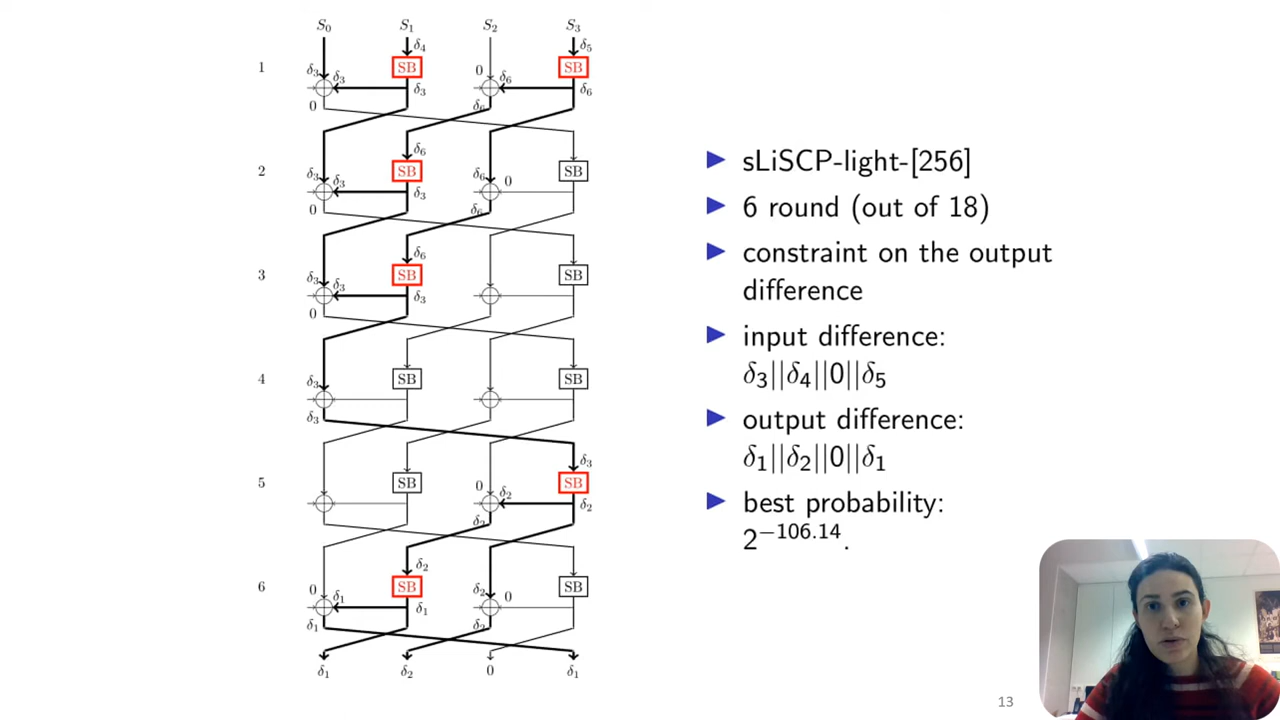 S₀ S₁ S₂ S₃
δ₄ δ₅
1 δ₃ δ₃ SB 0 δ₆ SB
δ₃ δ₆
0 δ₆
δ₆
2 δ₃ δ₃ SB δ₆ 0 SB
δ₃
0 δ₆
δ₆
3 δ₃ δ₃ SB SB
δ₃
0
4 δ₃ SB SB
δ₃
δ₃
5 SB 0 δ₂ SB
δ₂
δ₂
δ₂
6 0 δ₁ SB δ₂ 0 SB
δ₁
δ₁ δ₂
δ₁ δ₂ 0 δ₁
▶ sLiSCP-light-[256]
▶ 6 round (out of 18)
▶ constraint on the output
difference
▶ input difference:
δ₃||δ₄||0||δ₅
▶ output difference:
δ₁||δ₂||0||δ₁
▶ best probability:
2⁻¹⁰⁶·¹⁴.
13